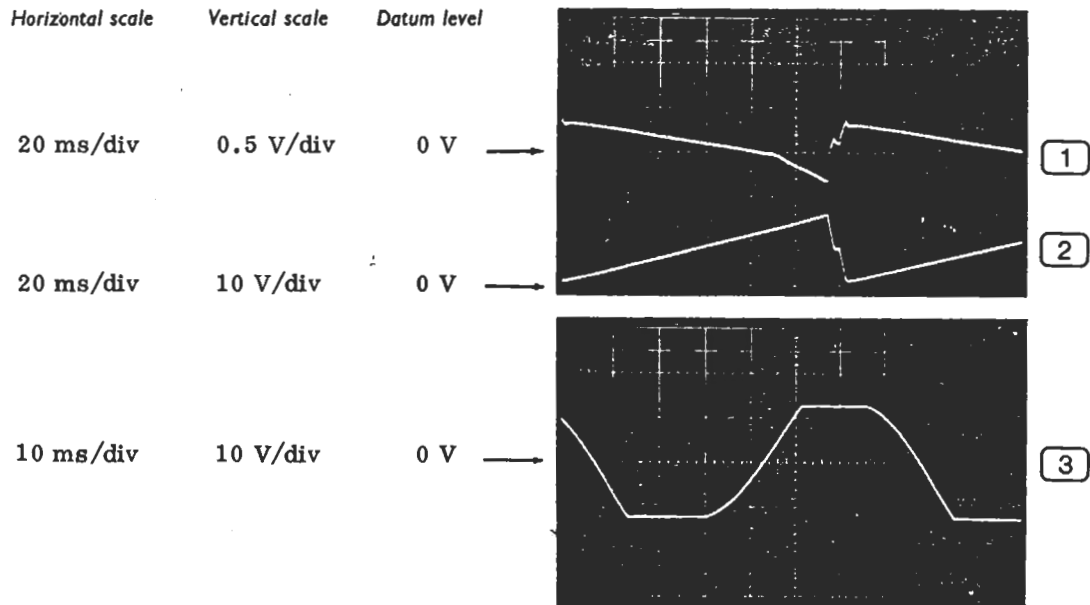 Horizontal scale Vertical scale Datum level
20 ms/div 0.5 V/div 0 V 1
2
20 ms/div 10 V/div 0 V
10 ms/div 10 V/div 0 V 3